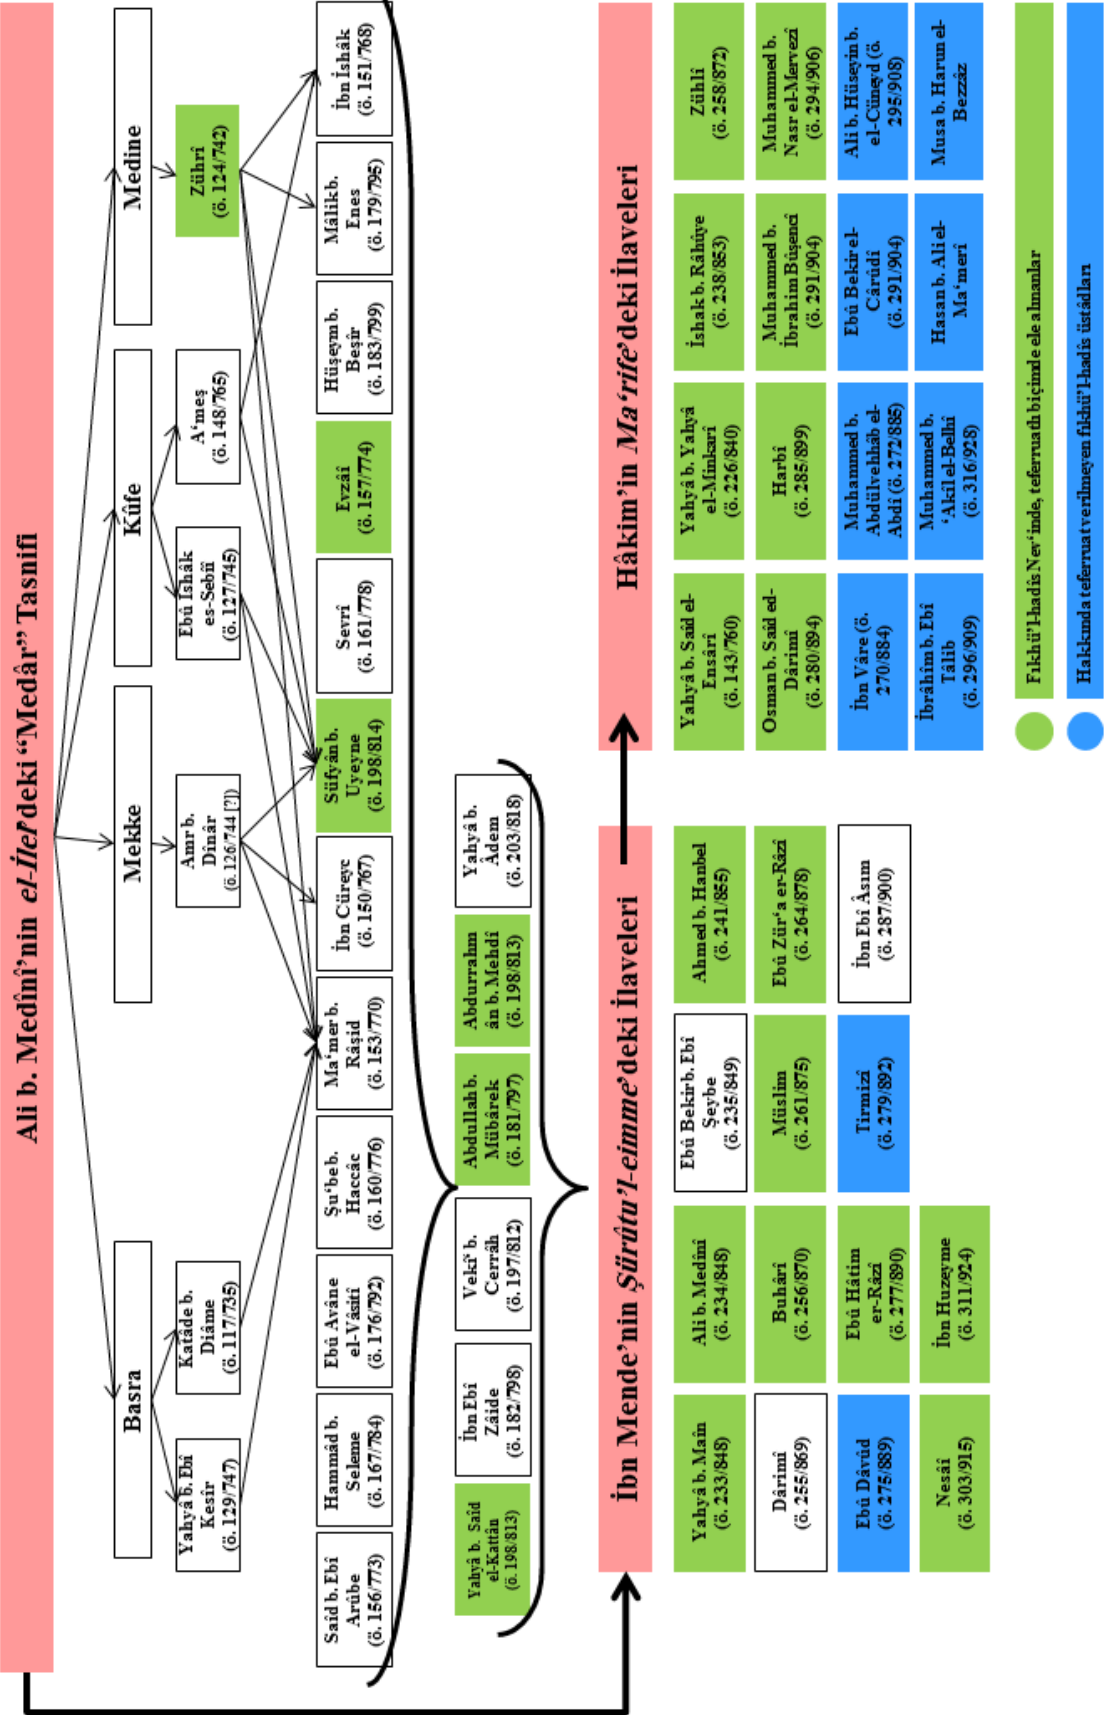 Ali b. Medînî’nin el-İlel’deki “Medâr” Tasnifi
Basra
Mekke
Kûfe
Medine
Yahyâ b. Ebî
Kesîr
(ö. 129/747)
Katâde b.
Diâme
(ö. 117/735)
Amr b.
Dînâr
(ö. 126/744 [?])
Ebû İshâk
es-Sebîî
(ö. 127/745)
A‘meş
(ö. 148/765)
Zührî
(ö. 124/742)
Saîd b. Ebî
Arûbe
(ö. 156/773)
Hammâd b.
Seleme
(ö. 167/784)
Ebû Avâne
el-Vâsıtî
(ö. 176/792)
Şu‘be b.
Haccâc
(ö. 160/776)
Ma‘mer b.
Râşid
(ö. 153/770)
İbn Cüreyc
(ö. 150/767)
Süfyân b.
Uyeyne
(ö. 198/814)
Sevrî
(ö. 161/778)
Evzâî
(ö. 157/774)
Hüşeym b.
Beşîr
(ö. 183/799)
Mâlik b.
Enes
(ö. 179/795)
İbn İshâk
(ö. 151/768)
Yahyâ b. Saîd
el-Kattân
(ö. 198/813)
İbn Ebî
Zâide
(ö. 182/798)
Vekî‘ b.
Cerrâh
(ö. 197/812)
Abdullah b.
Mübârek
(ö. 181/797)
Abdurrahm
ân b. Mehdî
(ö. 198/813)
Yahyâ b.
Âdem
(ö. 203/818)
İbn Mende’nin Şürûtu’l-eimme’deki İlaveleri
Yahyâ b. Maîn
(ö. 233/848)
Ali b. Medînî
(ö. 234/848)
Ebû Bekir b. Ebî
Şeybe
(ö. 235/849)
Ahmed b. Hanbel
(ö. 241/855)
Dârimî
(ö. 255/869)
Buhârî
(ö. 256/870)
Müslim
(ö. 261/875)
Ebû Zür‘a er-Râzî
(ö. 264/878)
Ebû Dâvûd
(ö. 275/889)
Ebû Hâtim
er-Râzî
(ö. 277/890)
Tirmizî
(ö. 279/892)
İbn Ebî Âsım
(ö. 287/900)
Nesâî
(ö. 303/915)
İbn Huzeyme
(ö. 311/924)
Hâkim’in Ma‘rife’deki İlaveleri
Yahyâ b. Said el-
Ensârî
(ö. 143/760)
Yahyâ b. Yahyâ
el-Minkarî
(ö. 226/840)
İshak b. Râhûye
(ö. 238/853)
Zühlî
(ö. 258/872)
Osman b. Said ed-
Dârimî
(ö. 280/894)
Harbî
(ö. 285/899)
Muhammed b.
İbrahim Bûşencî
(ö. 291/904)
Muhammed b.
Nasr el-Mervezî
(ö. 294/906)
İbn Vâre (ö.
270/884)
Muhammed b.
Abdülvehhâb el-
Abdî (ö. 272/885)
Ebû Bekir el-
Cârûdî
(ö. 291/904)
Ali b. Hüseyin b.
el-Cüneyd (ö.
295/908)
İbrâhîm b. Ebî
Tâlib
(ö. 296/909)
Muhammed b.
‘Akîl el-Belhî
(ö. 316/928)
Hasan b. Ali el-
Ma‘merî
Musa b. Harun el-
Bezzâz
Fıkhü’l-hadîs Nev‘inde, teferruatlı biçimde ele alınanlar
Hakkında teferruat verilmeyen fıkhü’l-hadîs üstâdları